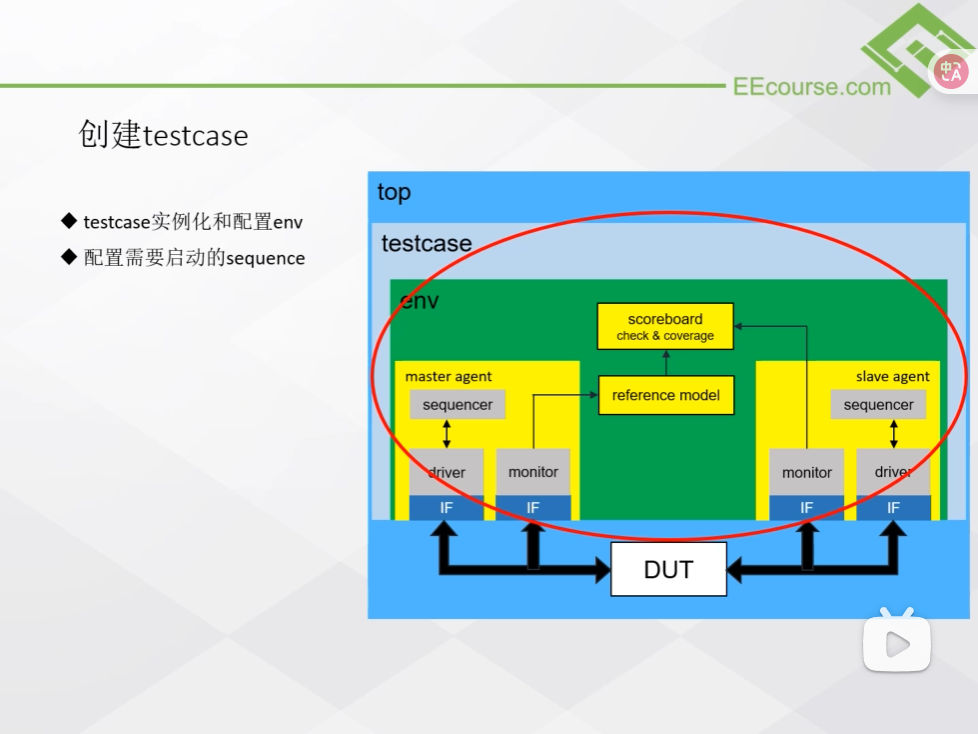 EEcourse.com
中A
创建testcase
◆ testcase实例化和配置env
◆ 配置需要启动的sequence
top
testcase
env
scoreboard
check & coverage
master agent
slave agent
sequencer
reference model
sequencer
driver
monitor
monitor
driver
IF
IF
IF
IF
DUT